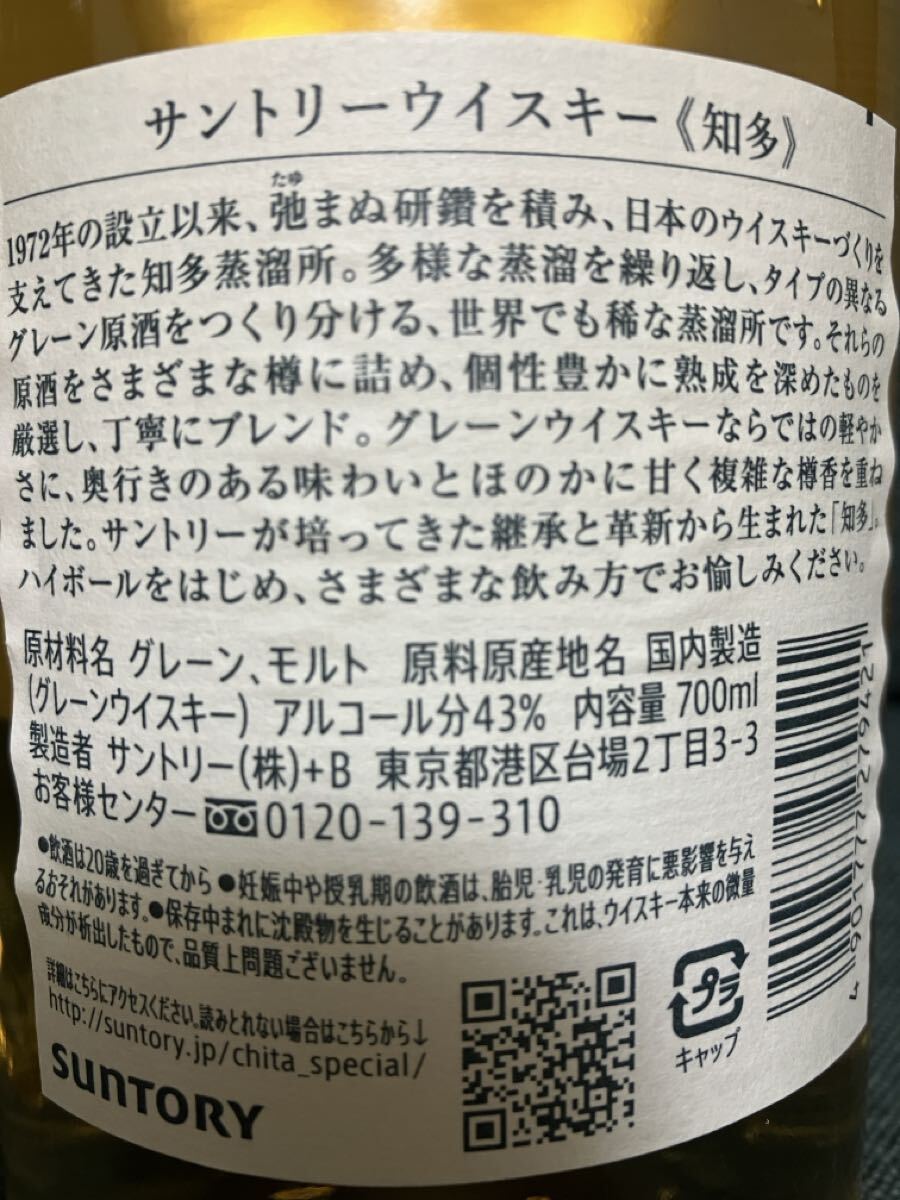 サントリーウイスキー《知多》
たゆ
1972年の設立以来、弛まぬ研鑽を積み、日本のウイスキーづくりを
支えてきた知多蒸溜所。多様な蒸溜を繰り返し、タイプの異なる
グレーン原酒をつくり分ける、世界でも稀な蒸溜所です。それらの
原酒をさまざまな樽に詰め、個性豊かに熟成を深めたものを
厳選し、丁寧にブレンド。グレーンウイスキーならではの軽やか
さに、奥行きのある味わいとほのかに甘く複雑な樽香を重ね
ました。サントリーが培ってきた継承と革新から生まれた「知多」。
ハイボールをはじめ、さまざまな飲み方でお愉しみください。
原材料名 グレーン、モルト 原料原産地名 国内製造
(グレーンウイスキー) アルコール分43% 内容量 700ml
製造者 サントリー(株)+B 東京都港区台場2丁目3-3
お客様センター 0120-139-310
●飲酒は20歳を過ぎてから ●妊娠中や授乳期の飲酒は、胎児・乳児の発育に悪影響を与え
るおそれがあります。●保存中まれに沈殿物を生じることがあります。これは、ウイスキー本来の微量
成分が析出したもので、品質上問題ございません。
詳細はこちらにアクセスください。読みとれない場合はこちらから↓
http://suntory.jp/chita_special/
SUNTORY
プラ
キャップ